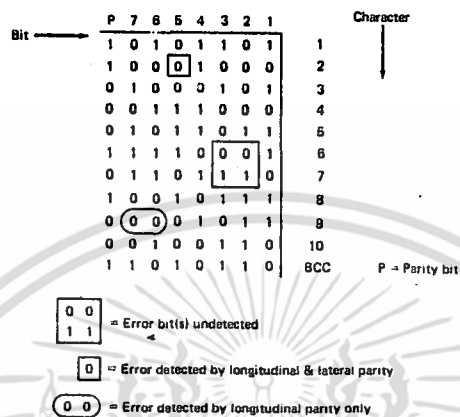 P 7 6 5 4 3 2 1 Character
Bit
1 0 1 0 1 1 0 1 1
1 0 0 0 1 0 0 0 2
0 1 0 0 0 1 0 1 3
0 1 0 1 1 0 0 0 4
0 1 0 1 1 0 1 1 5
1 1 1 1 0 0 0 1 6
0 1 1 0 1 1 1 0 7
1 0 0 1 0 1 1 1 8
0 0 0 0 1 0 1 1 9
0 0 1 0 0 1 1 0 10
1 1 0 1 0 1 1 0 BCC P = Parity bit
0 0
1 1 = Error bit(s) undetected
0 = Error detected by longitudinal & lateral parity
0 0 = Error detected by longitudinal parity only